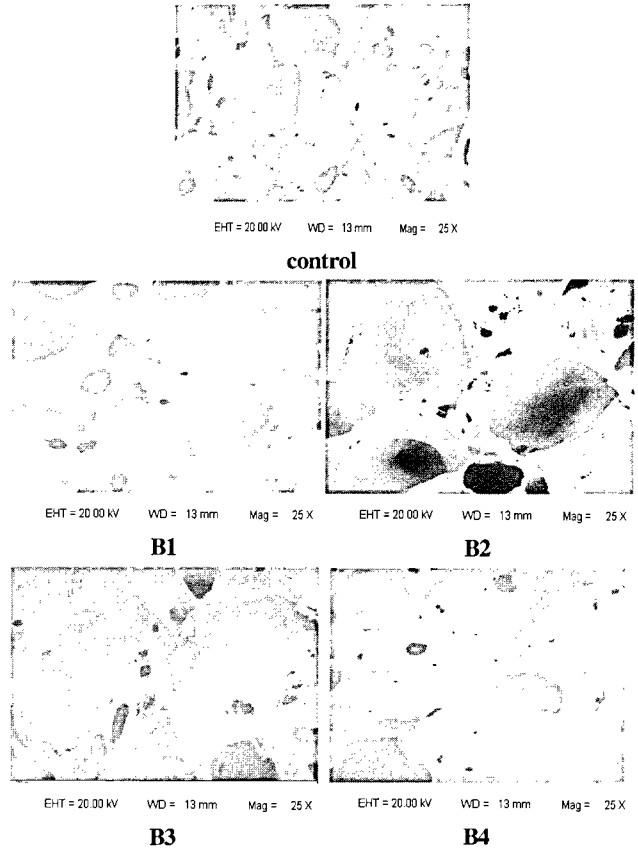 EHT = 20 00 kV WD = 13 mm Mag = 25 X
control
EHT = 20 00 kV WD = 13 mm Mag = 25 X
EHT = 20.00 kV WD = 13 mm Mag = 25 X
B1 B2
EHT = 20.00 kV WD = 13 mm Mag = 25 X
EHT = 20.00 kV WD = 13 mm Mag = 25 X
B3 B4